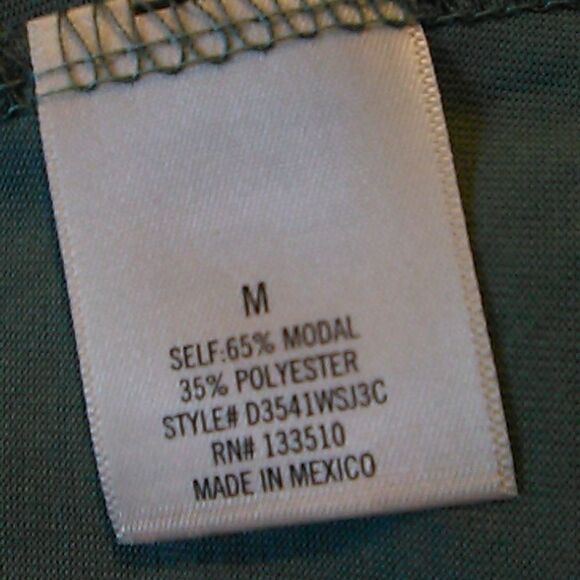 M
SELF:65% MODAL
35% POLYESTER
STYLE# D3541WSJ3C
RN# 133510
MADE IN MEXICO